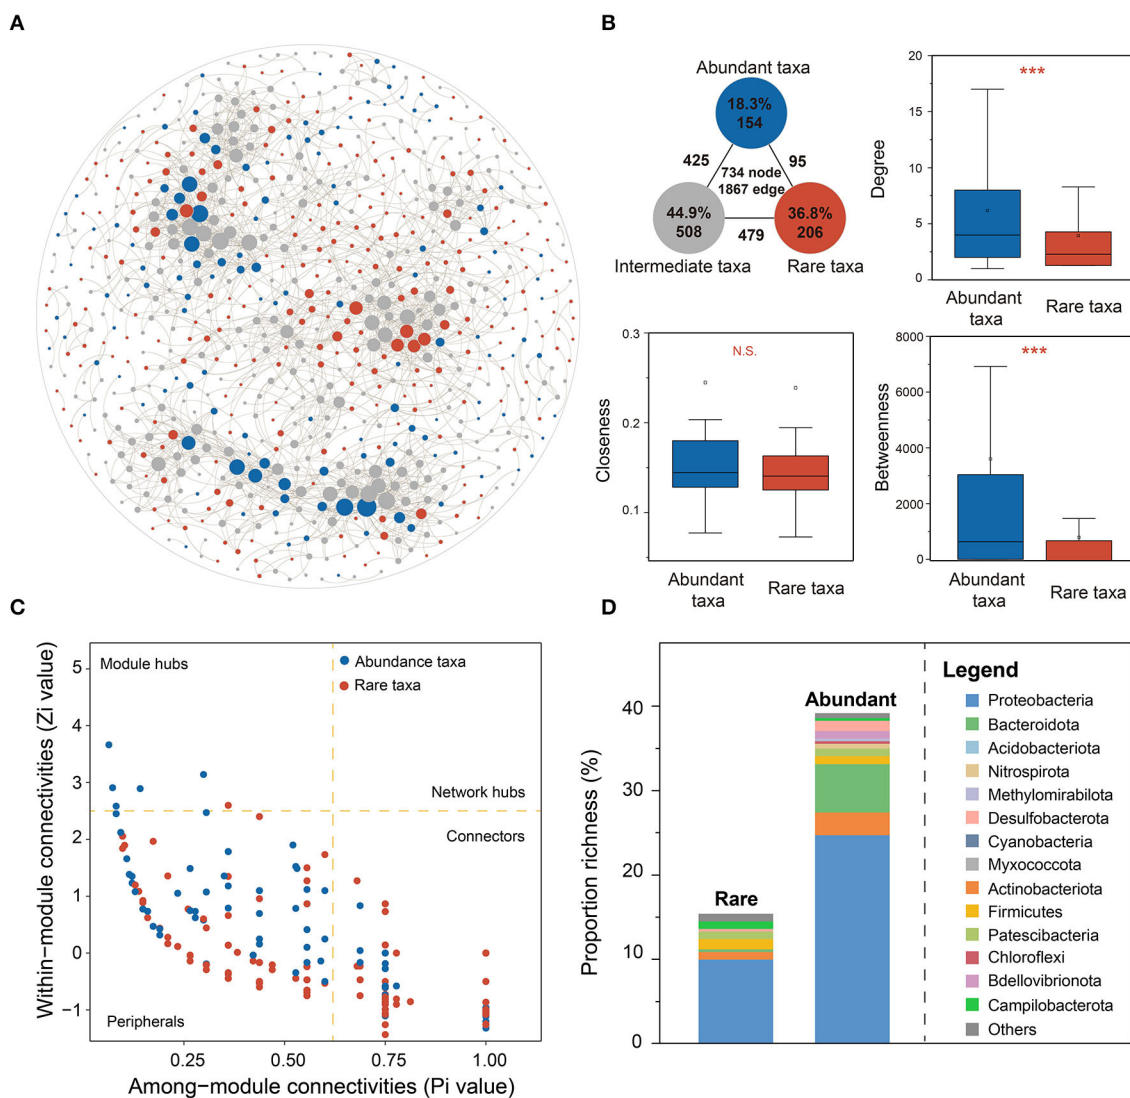 A
B
Abundant taxa
18.3%
154
425
95
734 node
1867 edge
44.9%
508
36.8%
206
479
Intermediate taxa
Rare taxa
20
15
10
5
0
Degree
***
Abundant
taxa
Rare taxa
0.3
0.2
0.1
Closeness
N.S.
Abundant
taxa
Rare taxa
8000
6000
4000
2000
0
Betweenness
***
Abundant
taxa
Rare taxa
C
Module hubs
Abundance taxa
Rare taxa
Network hubs
Connectors
Peripherals
5
4
3
2
1
0
−1
Within−module connectivities (Zi value)
0.25
0.50
0.75
1.00
Among−module connectivities (Pi value)
D
40
30
20
10
0
Proportion richness (%)
Rare
Abundant
Legend
Proteobacteria
Bacteroidota
Acidobacteriota
Nitrospirota
Methylomirabilota
Desulfobacterota
Cyanobacteria
Myxococcota
Actinobacteriota
Firmicutes
Patescibacteria
Chloroflexi
Bdellovibrionota
Campilobacterota
Others